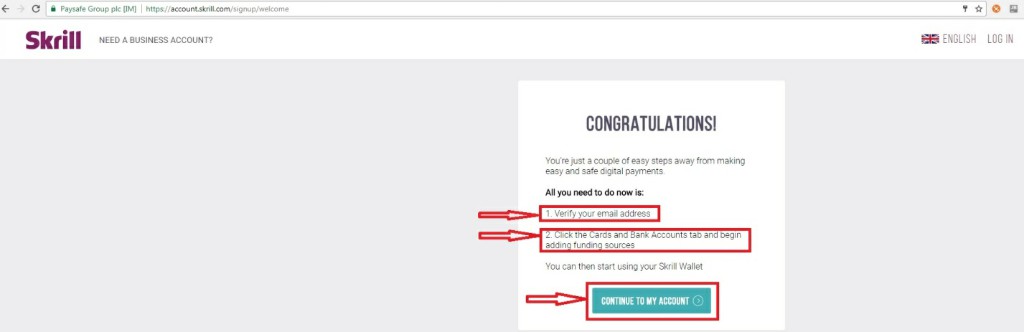 Paysafe Group plc [IM] https://account.skrill.com/signup/welcome
Skrill NEED A BUSINESS ACCOUNT? ENGLISH LOG IN
CONGRATULATIONS!
You're just a couple of easy steps away from making
easy and safe digital payments.
All you need to do now is:
1. Verify your email address
2. Click the Cards and Bank Accounts tab and begin
adding funding sources
You can then start using your Skrill Wallet
CONTINUE TO MY ACCOUNT